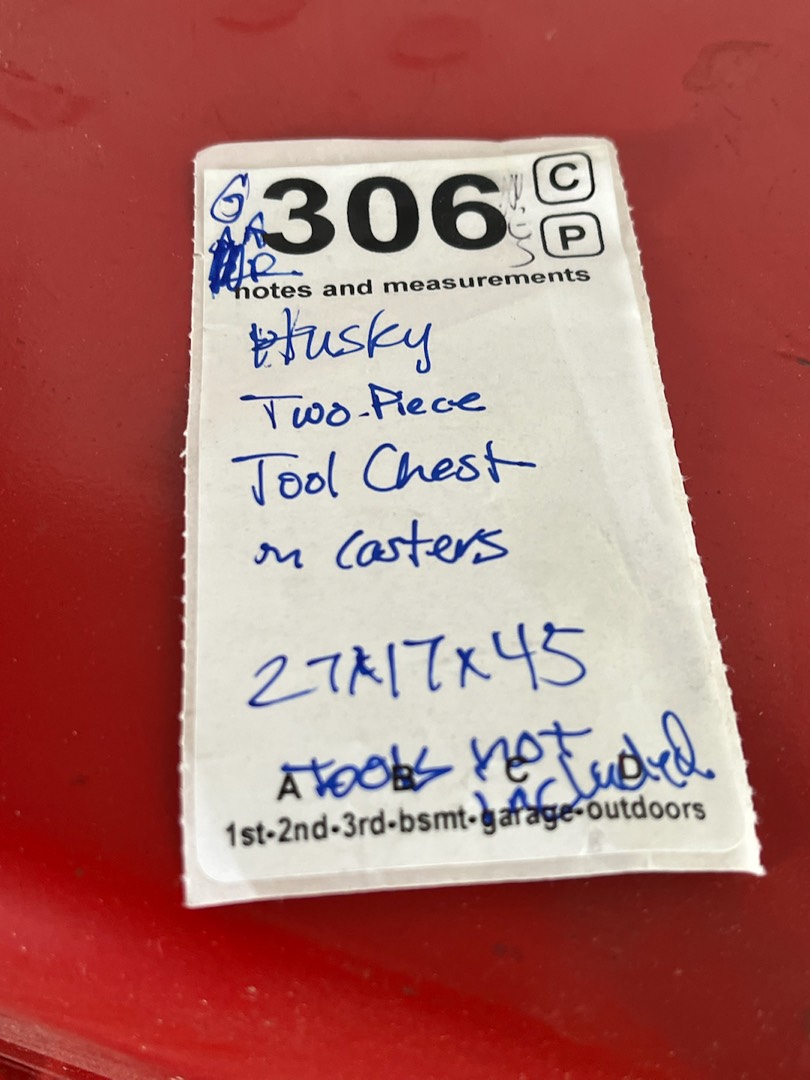 GAR
306
C
P
notes and measurements
Husky
Two-Piece
Tool Chest
on casters
27x17x45
Tools not
included
A B C D
1st-2nd-3rd-bsmt-garage-outdoors